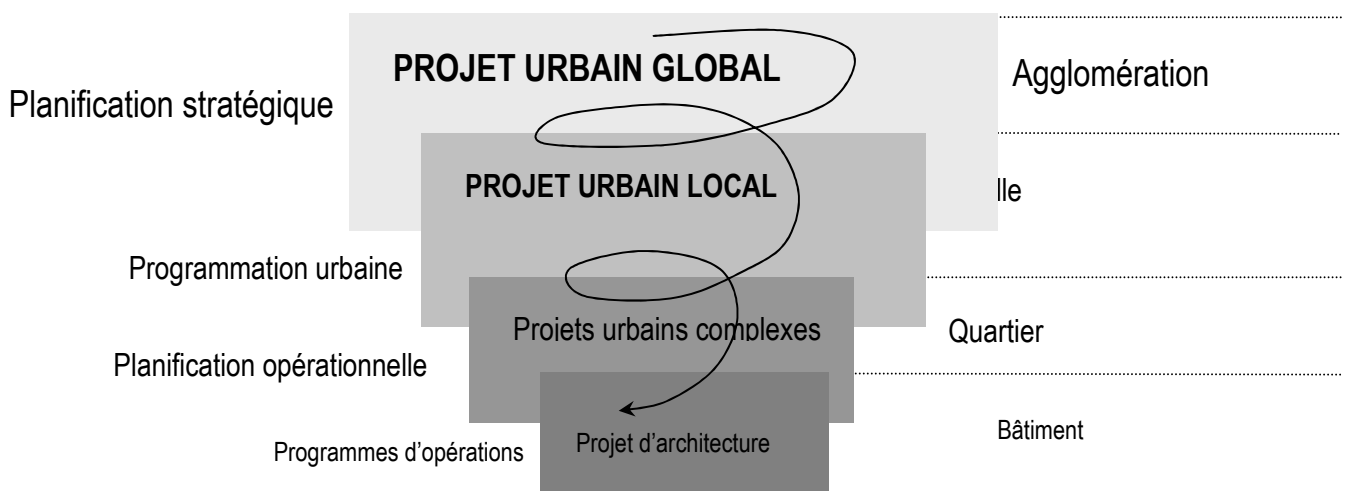 PROJET URBAIN GLOBAL
Agglomération
Planification stratégique
PROJET URBAIN LOCAL
lle
Programmation urbaine
Projets urbains complexes
Quartier
Planification opérationnelle
Projet d’architecture
Bâtiment
Programmes d’opérations